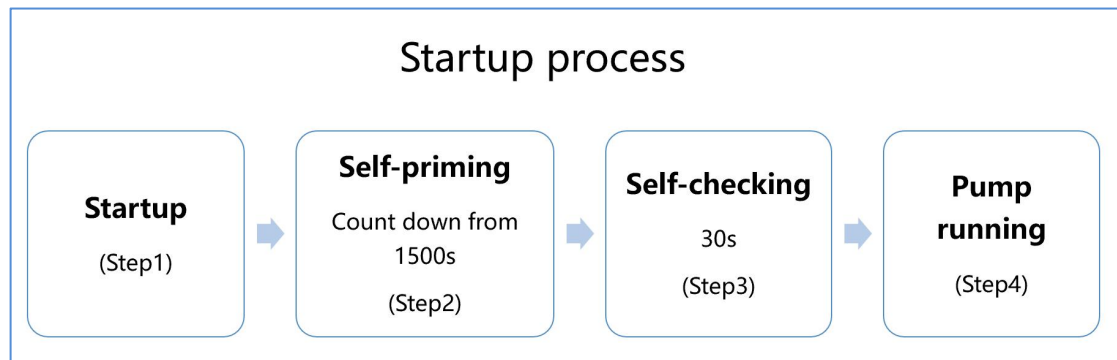 Startup process
Startup
(Step1)
Self-priming
Count down from
1500s
(Step2)
Self-checking
30s
(Step3)
Pump
running
(Step4)